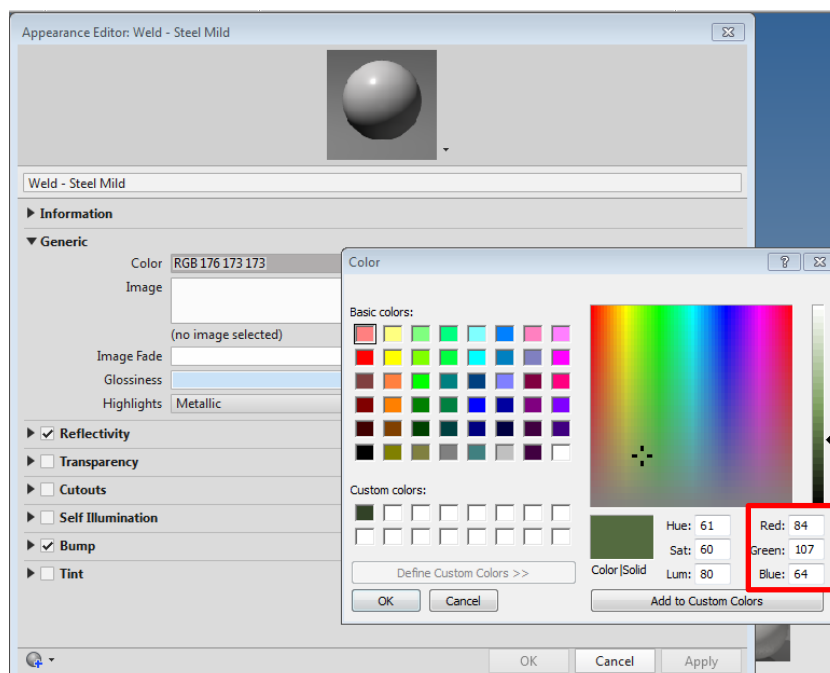 Appearance Editor: Weld - Steel Mild
Weld - Steel Mild
Information
Generic
Color RGB 176 173 173
Image
(no image selected)
Image Fade
Glossiness
Highlights Metallic
Reflectivity
Transparency
Cutouts
Self Illumination
Bump
Tint
OK Cancel Apply
Color
Basic colors:
Custom colors:
Define Custom Colors >>
OK Cancel
Color|Solid
Hue: 61 Red: 84
Sat: 60 Green: 107
Lum: 80 Blue: 64
Add to Custom Colors